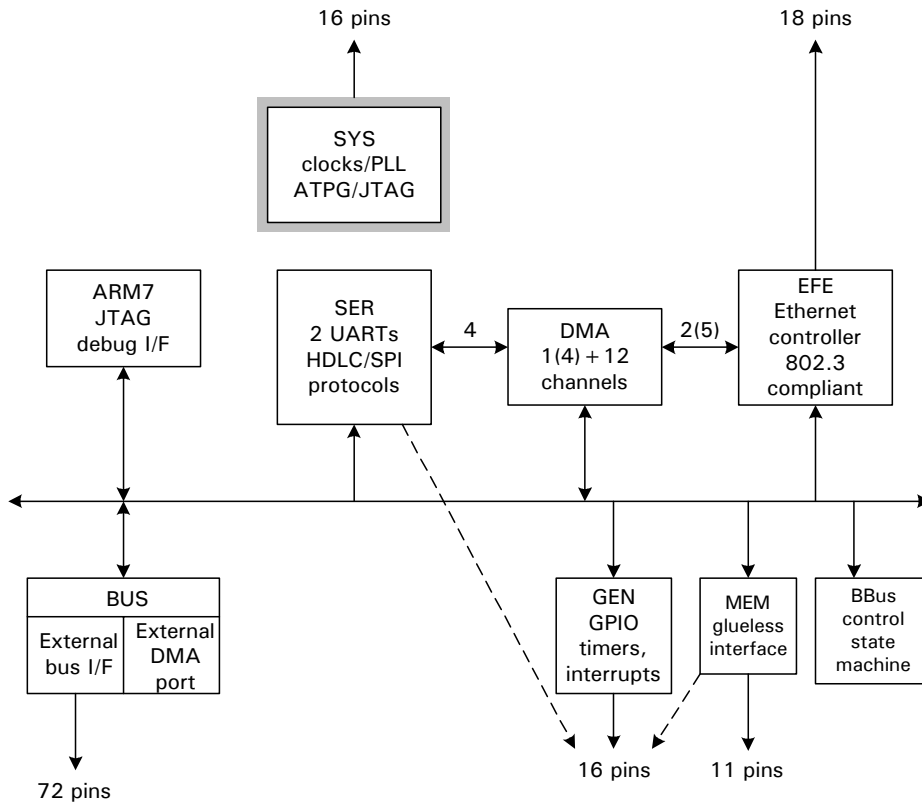 16 pins
18 pins
SYS
clocks/PLL
ATPG/JTAG
ARM7
JTAG
debug I/F
SER
2 UARTs
HDLC/SPI
protocols
4
DMA
1(4) + 12
channels
2(5)
EFE
Ethernet
controller
802.3
compliant
BUS
External
bus I/F
External
DMA
port
GEN
GPIO
timers,
interrupts
MEM
glueless
interface
BBus
control
state
machine
72 pins
16 pins
11 pins